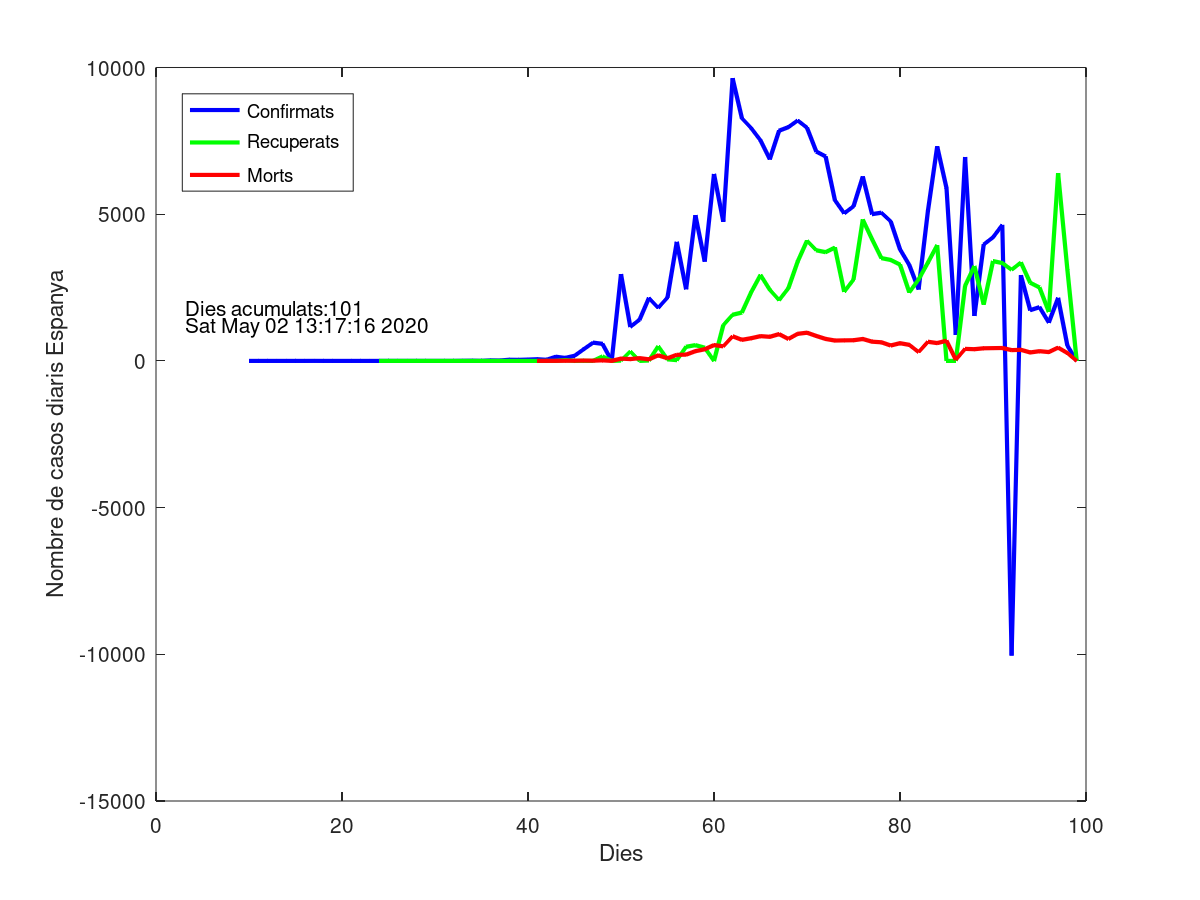 10000
5000
0
-5000
-10000
-15000
Nombre de casos diaris Espanya
Confirmats
Recuperats
Morts
Dies acumulats:101
Sat May 02 13:17:16 2020
0 20 40 60 80 100
Dies